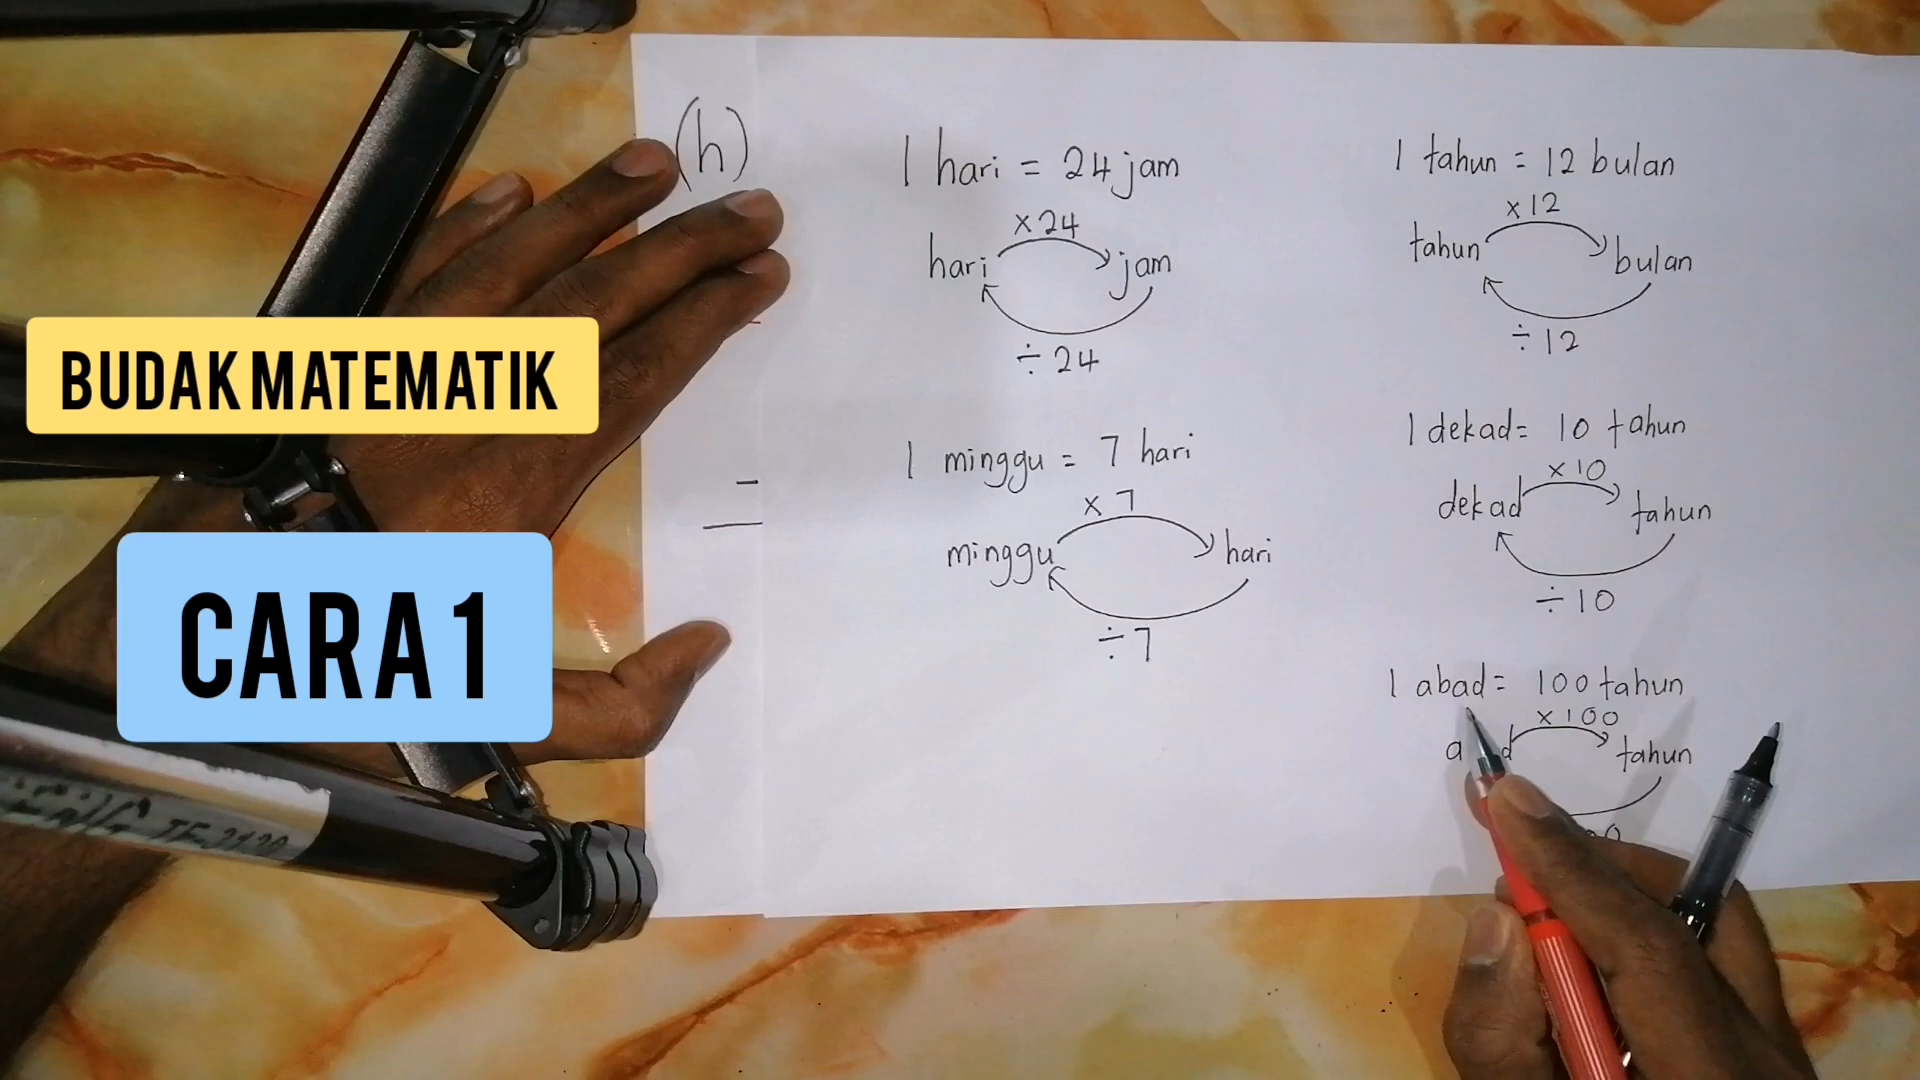 (h)
1 hari = 24 jam
× 24
hari jam
÷ 24
1 minggu = 7 hari
× 7
minggu hari
÷ 7
1 tahun = 12 bulan
× 12
tahun bulan
÷ 12
1 dekad = 10 tahun
× 10
dekad tahun
÷ 10
1 abad = 100 tahun
× 100
tahun
BUDAK MATEMATIK
CARA 1